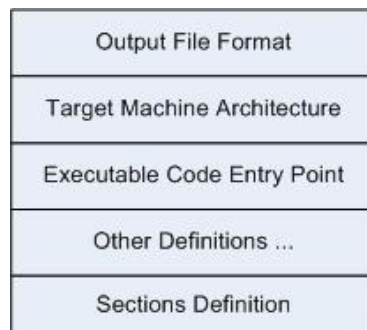 Output File Format
Target Machine Architecture
Executable Code Entry Point
Other Definitions ...
Sections Definition